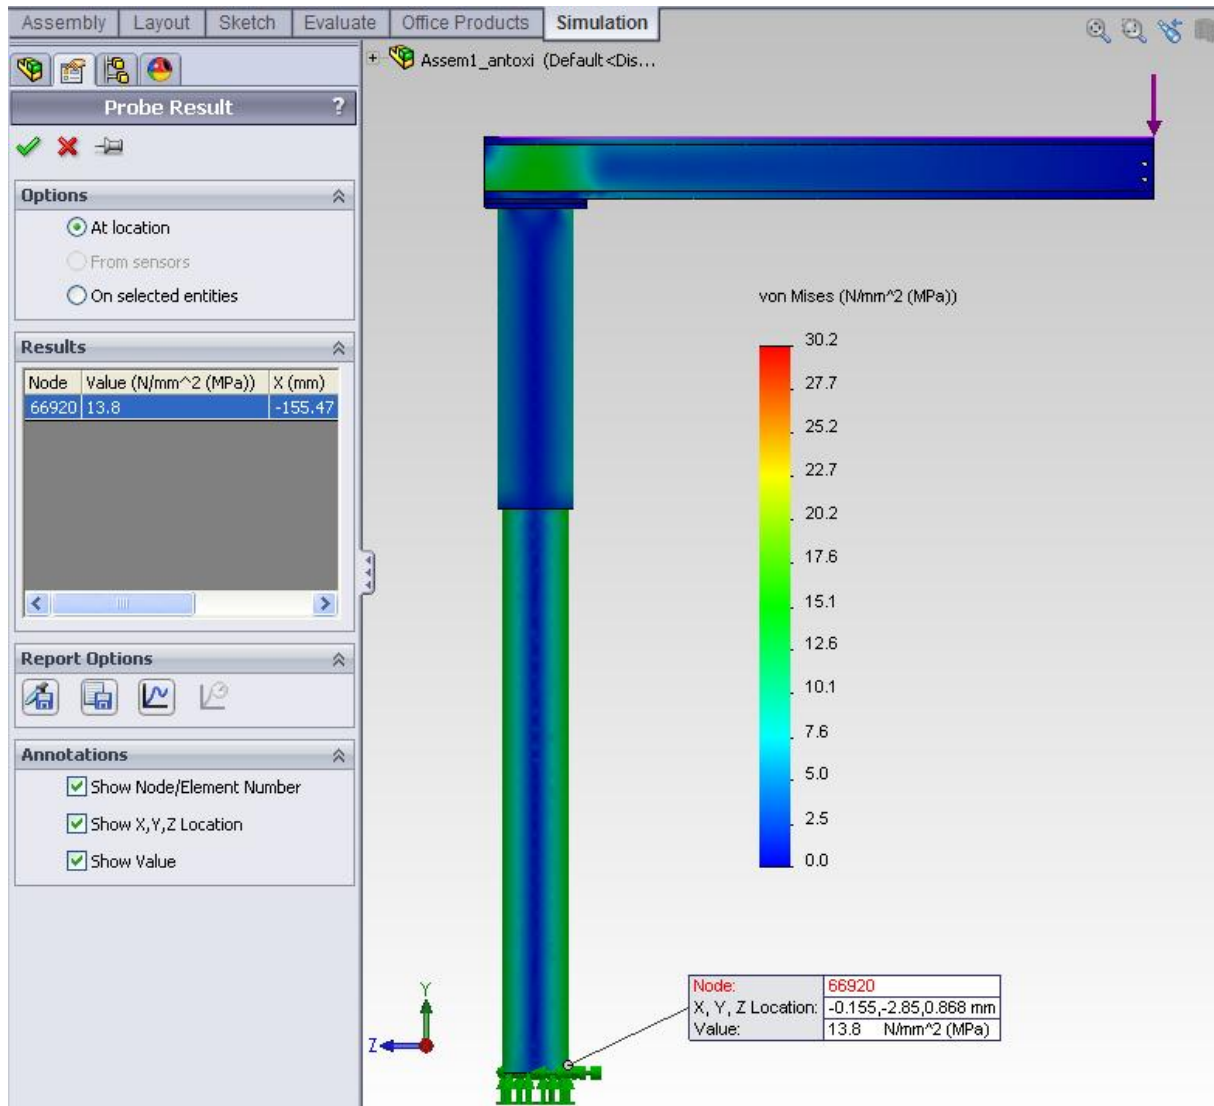 Assembly Layout Sketch Evaluate Office Products Simulation
Assem1_antoxi (Default<Dis...
Probe Result ?
Options
At location
From sensors
On selected entities
Results
Node Value (N/mm^2 (MPa)) X (mm)
66920 13.8 -155.47
Report Options
Annotations
Show Node/Element Number
Show X,Y,Z Location
Show Value
von Mises (N/mm^2 (MPa))
30.2
27.7
25.2
22.7
20.2
17.6
15.1
12.6
10.1
7.6
5.0
2.5
0.0
Node: 66920
X, Y, Z Location: -0.155,-2.85,0.868 mm
Value: 13.8 N/mm^2 (MPa)
Y
Z